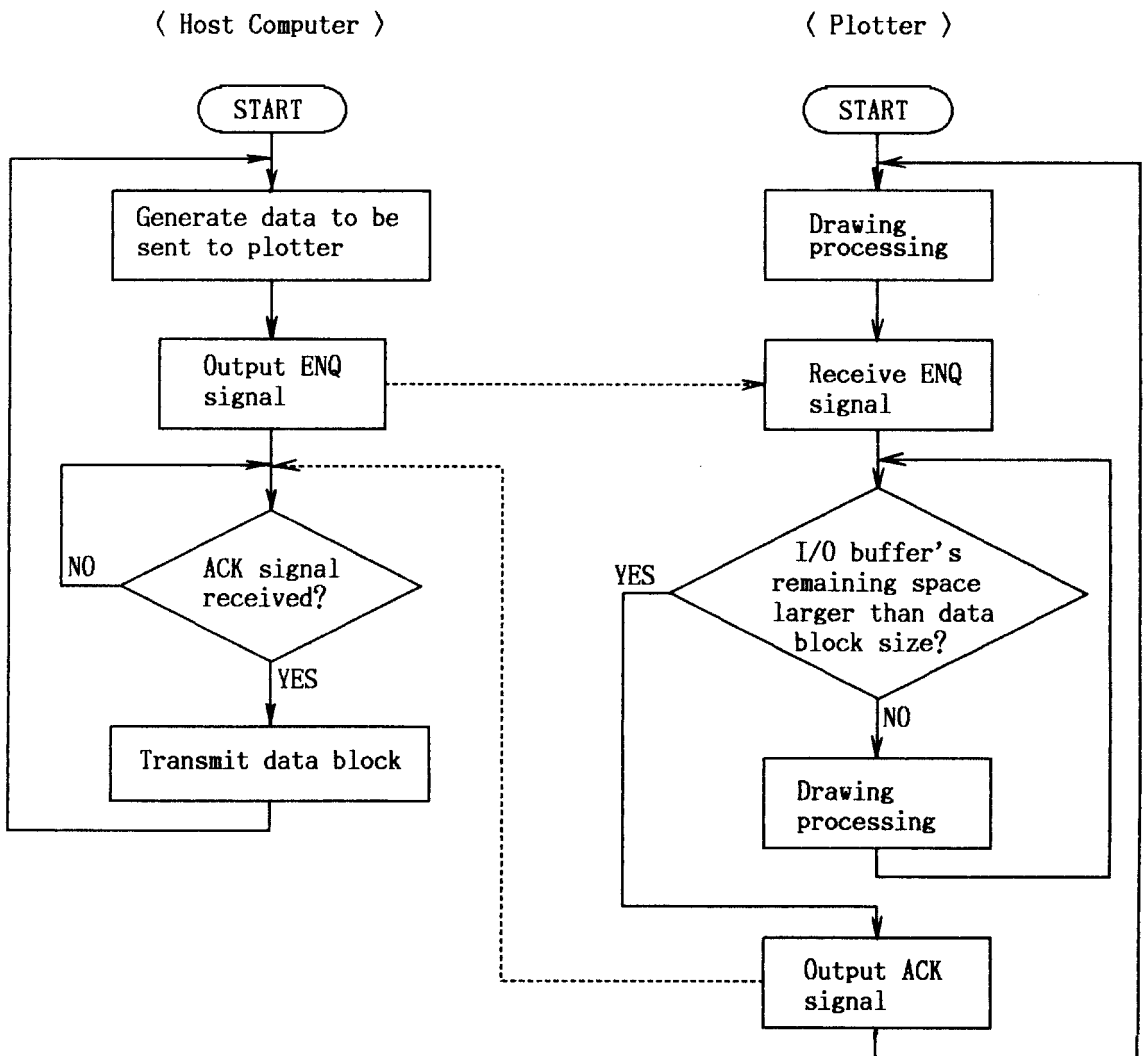 〈 Host Computer 〉
〈 Plotter 〉
START
Generate data to be
sent to plotter
Output ENQ
signal
NO
ACK signal
received?
YES
Transmit data block
START
Drawing
processing
Receive ENQ
signal
YES
I/O buffer's
remaining space
larger than data
block size?
NO
Drawing
processing
Output ACK
signal